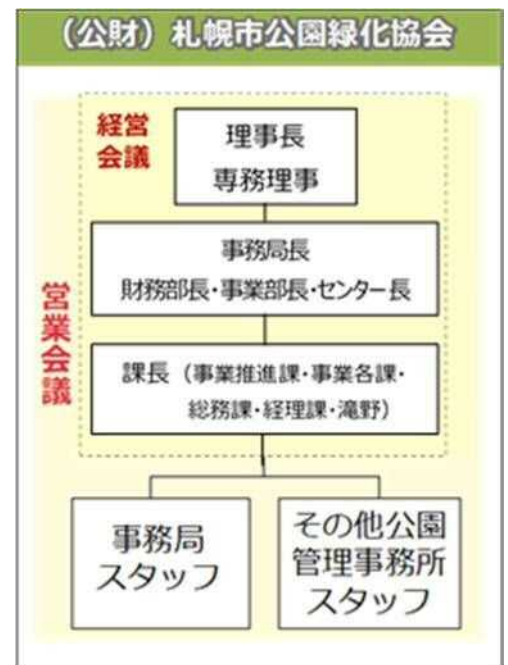 （公財）札幌市公園緑化協会
経営
会議
理事長
専務理事
事務局長
財務部長・事業部長・センター長
営業会議
課長（事業推進課・事業各課・
総務課・経理課・滝野）
事務局
スタッフ
その他公園
管理事務所
スタッフ